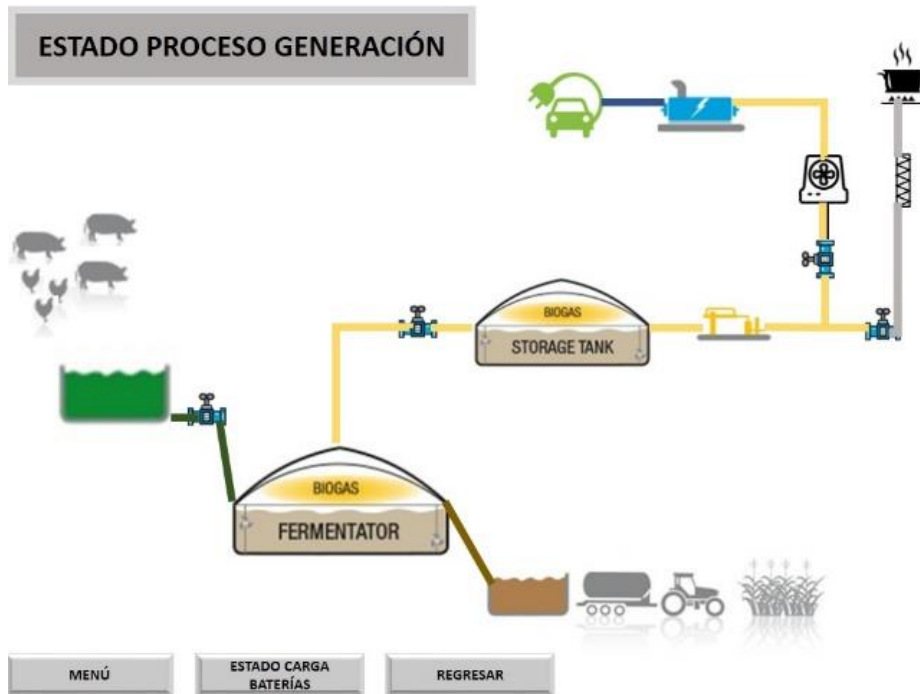 ESTADO PROCESO GENERACIÓN
BIOGAS
STORAGE TANK
BIOGAS
FERMENTATOR
MENÚ
ESTADO CARGA
BATERÍAS
REGRESAR